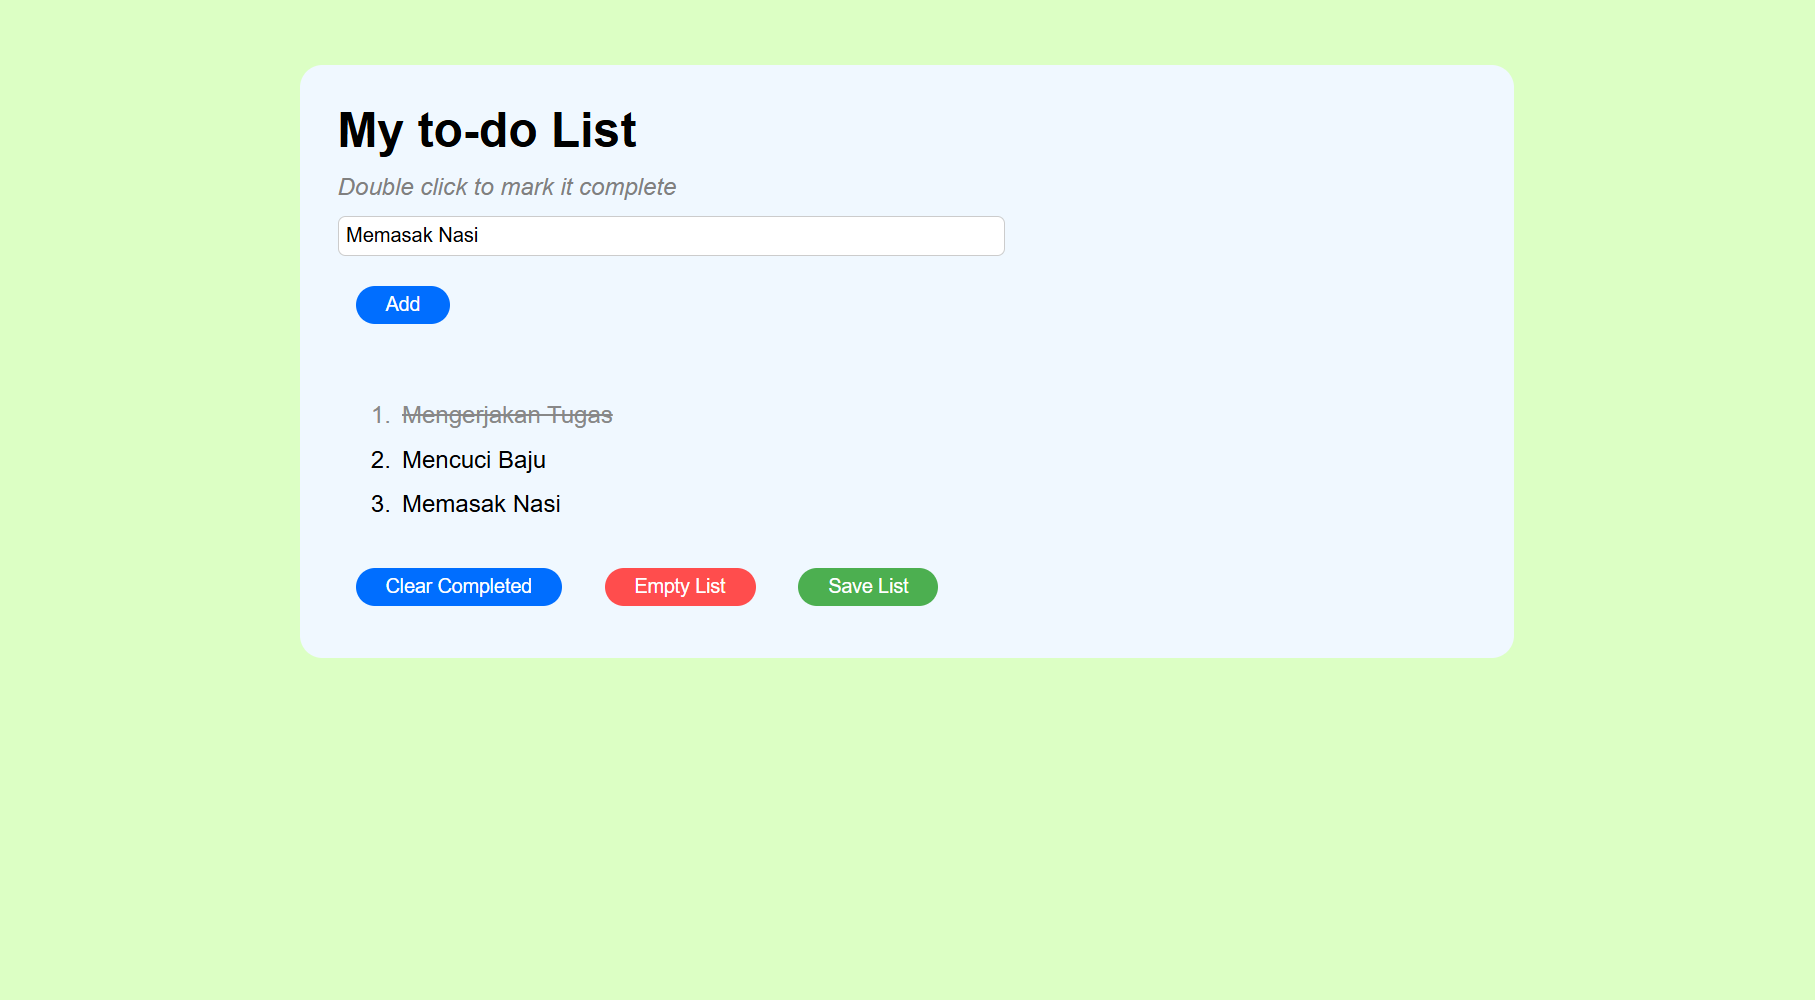 My to-do List
Double click to mark it complete
Memasak Nasi
Add
1. Mengerjakan Tugas
2. Mencuci Baju
3. Memasak Nasi
Clear Completed Empty List Save List